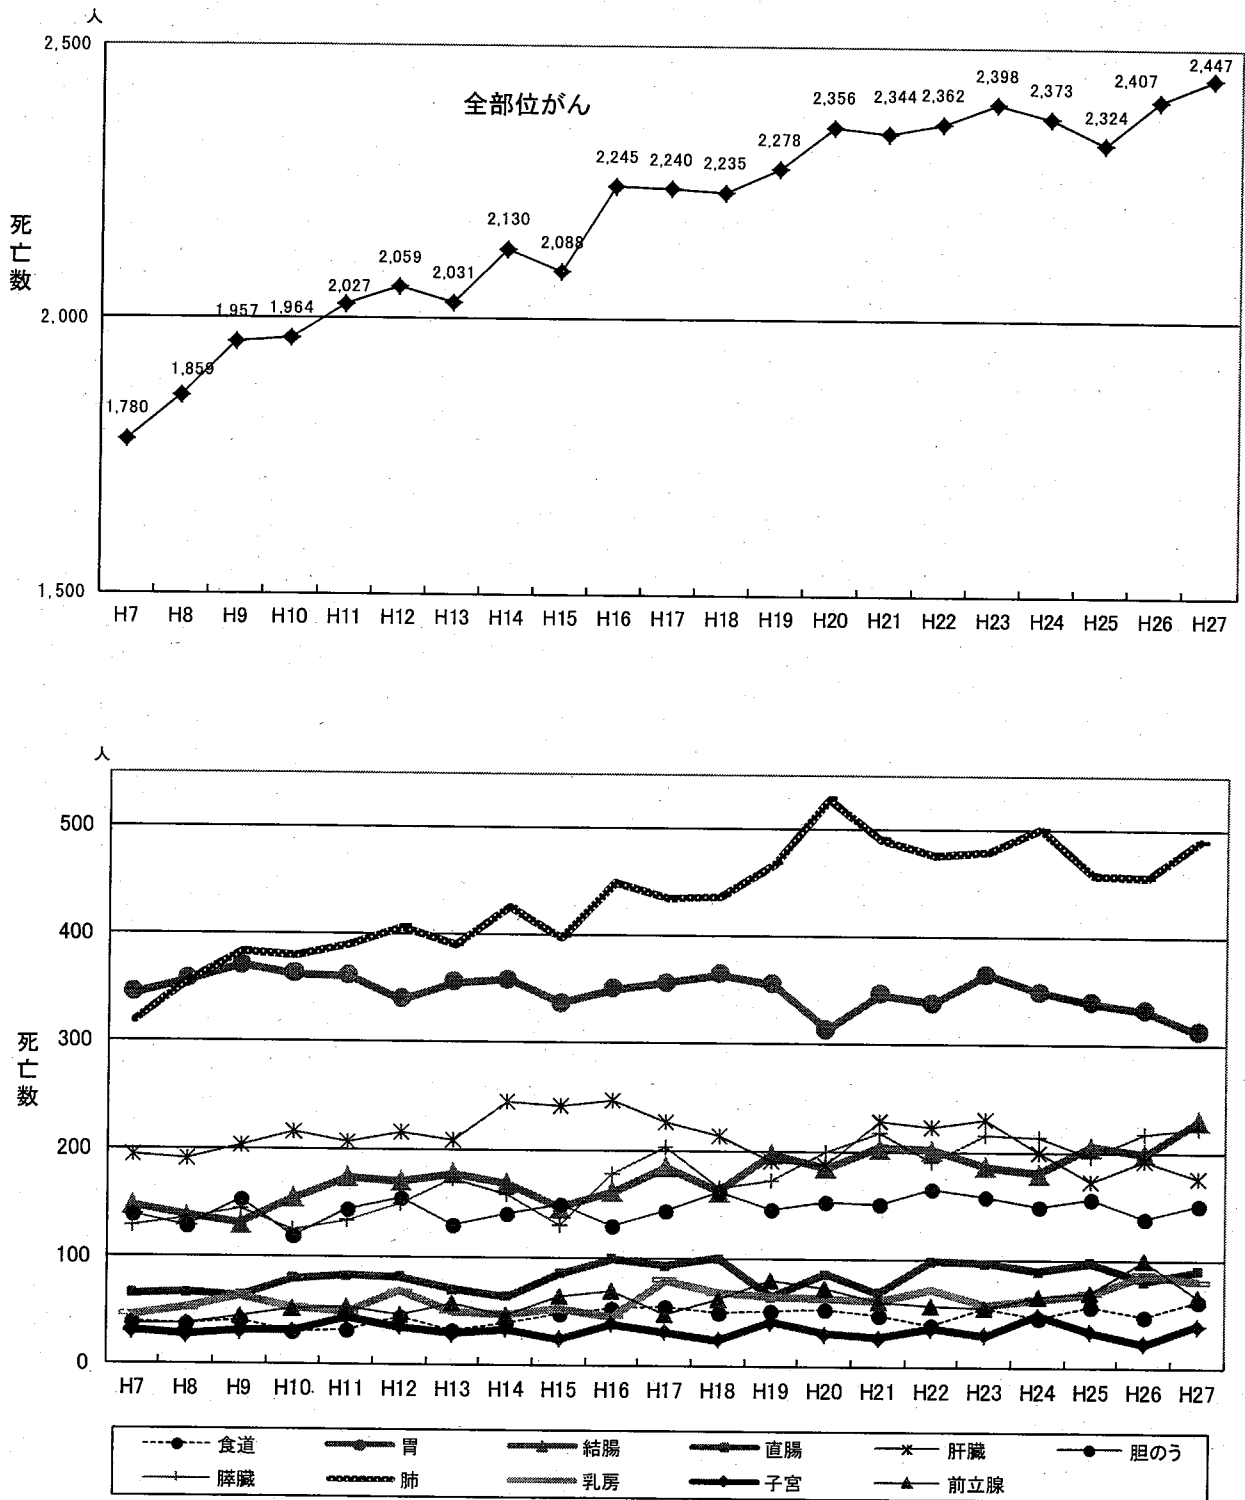 人
2,500
全部位がん
2,356 2,344 2,362 2,398 2,373 2,324 2,407 2,447
2,245 2,240 2,235 2,278
2,130 2,088
2,059 2,031
2,027
1,957 1,964
1,859
1,780
死亡数
2,000
1,500
H7 H8 H9 H10 H11 H12 H13 H14 H15 H16 H17 H18 H19 H20 H21 H22 H23 H24 H25 H26 H27
人
500
400
300
死亡数
200
100
0
H7 H8 H9 H10 H11 H12 H13 H14 H15 H16 H17 H18 H19 H20 H21 H22 H23 H24 H25 H26 H27
食道 胃 結腸 直腸 肝臓 胆のう
膵臓 肺 乳房 子宮 前立腺